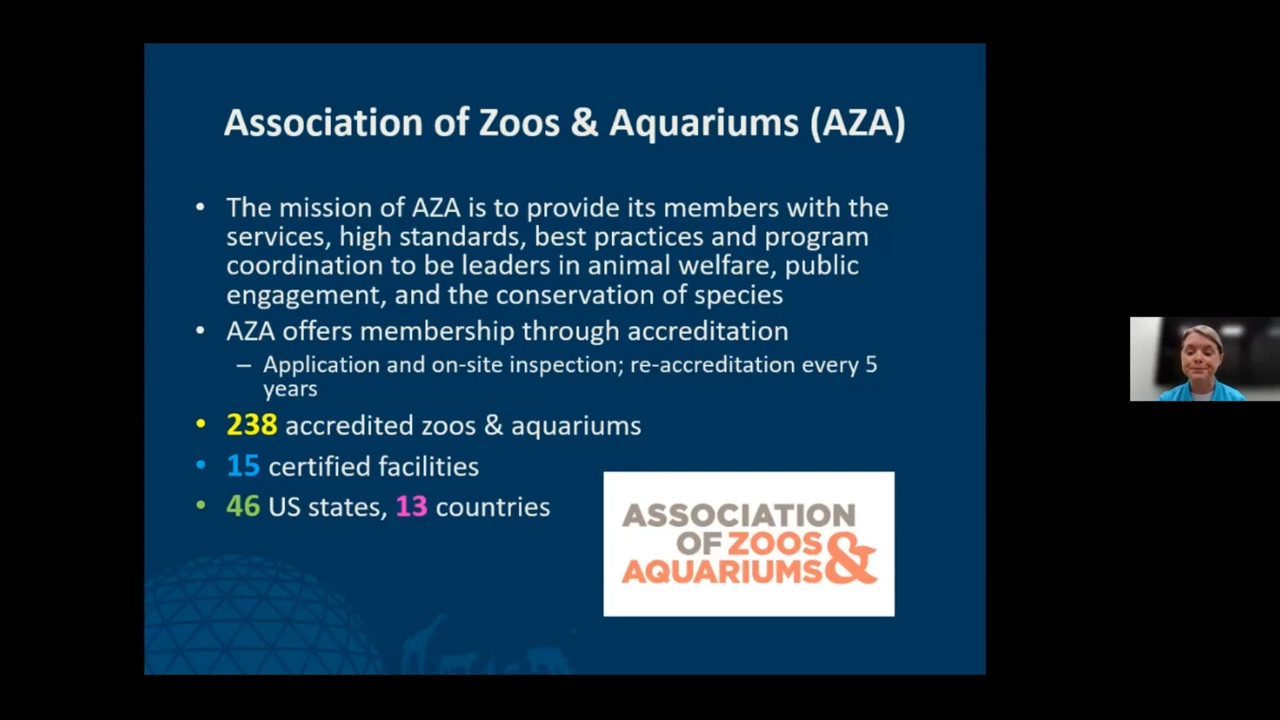 Association of Zoos & Aquariums (AZA)
• The mission of AZA is to provide its members with the
services, high standards, best practices and program
coordination to be leaders in animal welfare, public
engagement, and the conservation of species
• AZA offers membership through accreditation
– Application and on-site inspection; re-accreditation every 5
years
• 238 accredited zoos & aquariums
• 15 certified facilities
• 46 US states, 13 countries
ASSOCIATION
OF ZOOS &
AQUARIUMS